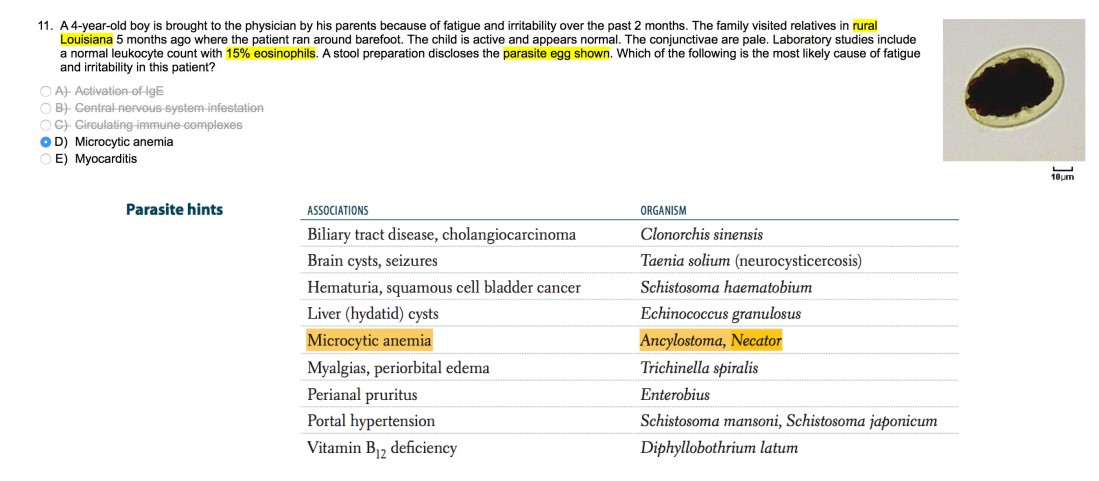 11. A 4-year-old boy is brought to the physician by his parents because of fatigue and irritability over the past 2 months. The family visited relatives in rural
Louisiana 5 months ago where the patient ran around barefoot. The child is active and appears normal. The conjunctivae are pale. Laboratory studies include
a normal leukocyte count with 15% eosinophils. A stool preparation discloses the parasite egg shown. Which of the following is the most likely cause of fatigue
and irritability in this patient?
A) Activation of IgE
B) Central nervous system infestation
C) Circulating immune complexes
D) Microcytic anemia
E) Myocarditis
10µm
Parasite hints
ASSOCIATIONS ORGANISM
Biliary tract disease, cholangiocarcinoma Clonorchis sinensis
Brain cysts, seizures Taenia solium (neurocysticercosis)
Hematuria, squamous cell bladder cancer Schistosoma haematobium
Liver (hydatid) cysts Echinococcus granulosus
Microcytic anemia Ancylostoma, Necator
Myalgias, periorbital edema Trichinella spiralis
Perianal pruritus Enterobius
Portal hypertension Schistosoma mansoni, Schistosoma japonicum
Vitamin B12 deficiency Diphyllobothrium latum